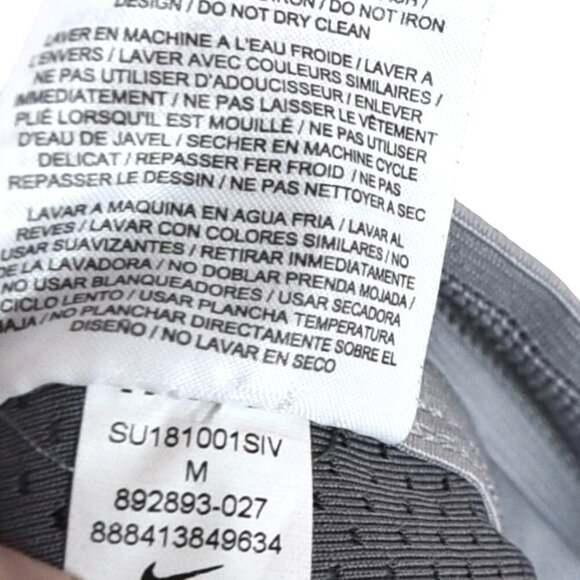 IRON / DO NOT IRON
DESIGN / DO NOT DRY CLEAN
LAVER EN MACHINE A L'EAU FROIDE / LAVER A
L'ENVERS / LAVER AVEC COULEURS SIMILAIRES /
NE PAS UTILISER D'ADOUCISSEUR / ENLEVER
IMMEDIATEMENT / NE PAS LAISSER LE VÊTEMENT
PLIÉ LORSQU'IL EST MOUILLÉ / NE PAS UTILISER
D'EAU DE JAVEL / SECHER EN MACHINE CYCLE
DELICAT / REPASSER FER FROID / NE PAS
REPASSER LE DESSIN / NE PAS NETTOYER A SEC
LAVAR A MAQUINA EN AGUA FRIA / LAVAR AL
REVES / LAVAR CON COLORES SIMILARES / NO
USAR SUAVIZANTES / RETIRAR INMEDIATAMENTE
DE LA LAVADORA / NO DOBLAR PRENDA MOJADA /
NO USAR BLANQUEADORES / USAR SECADORA
CICLO LENTO / USAR PLANCHA TEMPERATURA
BAJA / NO PLANCHAR DIRECTAMENTE SOBRE EL
DISEÑO / NO LAVAR EN SECO
SU181001SIV
M
892893-027
888413849634